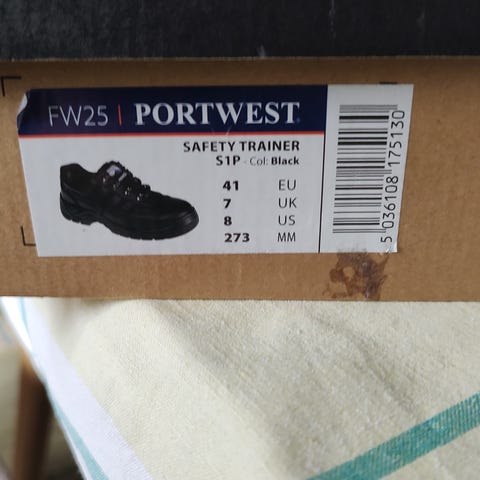 FW25 | PORTWEST®
SAFETY TRAINER
S1P - Col: Black
41 EU
7 UK
8 US
273 MM
5 036108 175130